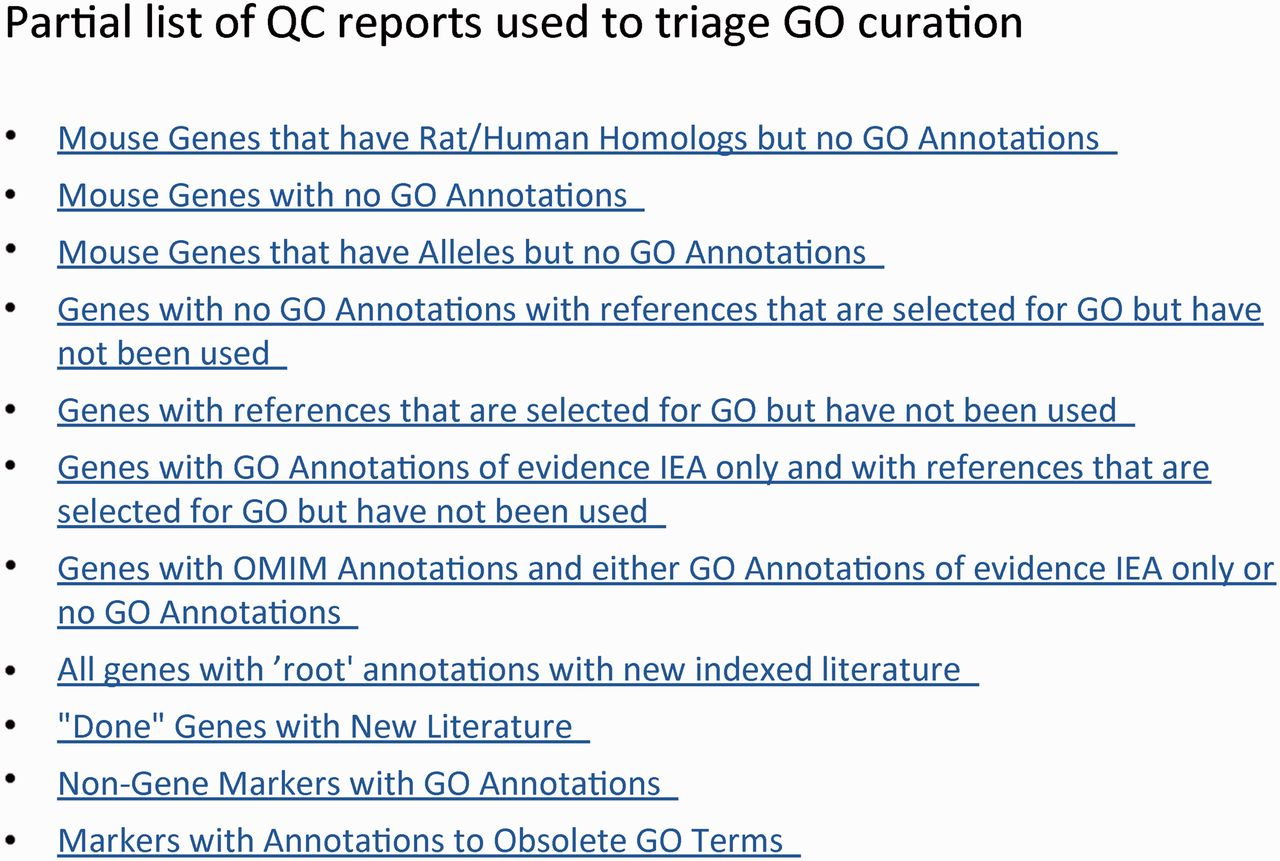 Partial list of QC reports used to triage GO curation
• Mouse Genes that have Rat/Human Homologs but no GO Annotations
• Mouse Genes with no GO Annotations
• Mouse Genes that have Alleles but no GO Annotations
• Genes with no GO Annotations with references that are selected for GO but have
not been used
• Genes with references that are selected for GO but have not been used
• Genes with GO Annotations of evidence IEA only and with references that are
selected for GO but have not been used
• Genes with OMIM Annotations and either GO Annotations of evidence IEA only or
no GO Annotations
• All genes with ’root' annotations with new indexed literature
• "Done" Genes with New Literature
• Non-Gene Markers with GO Annotations
• Markers with Annotations to Obsolete GO Terms